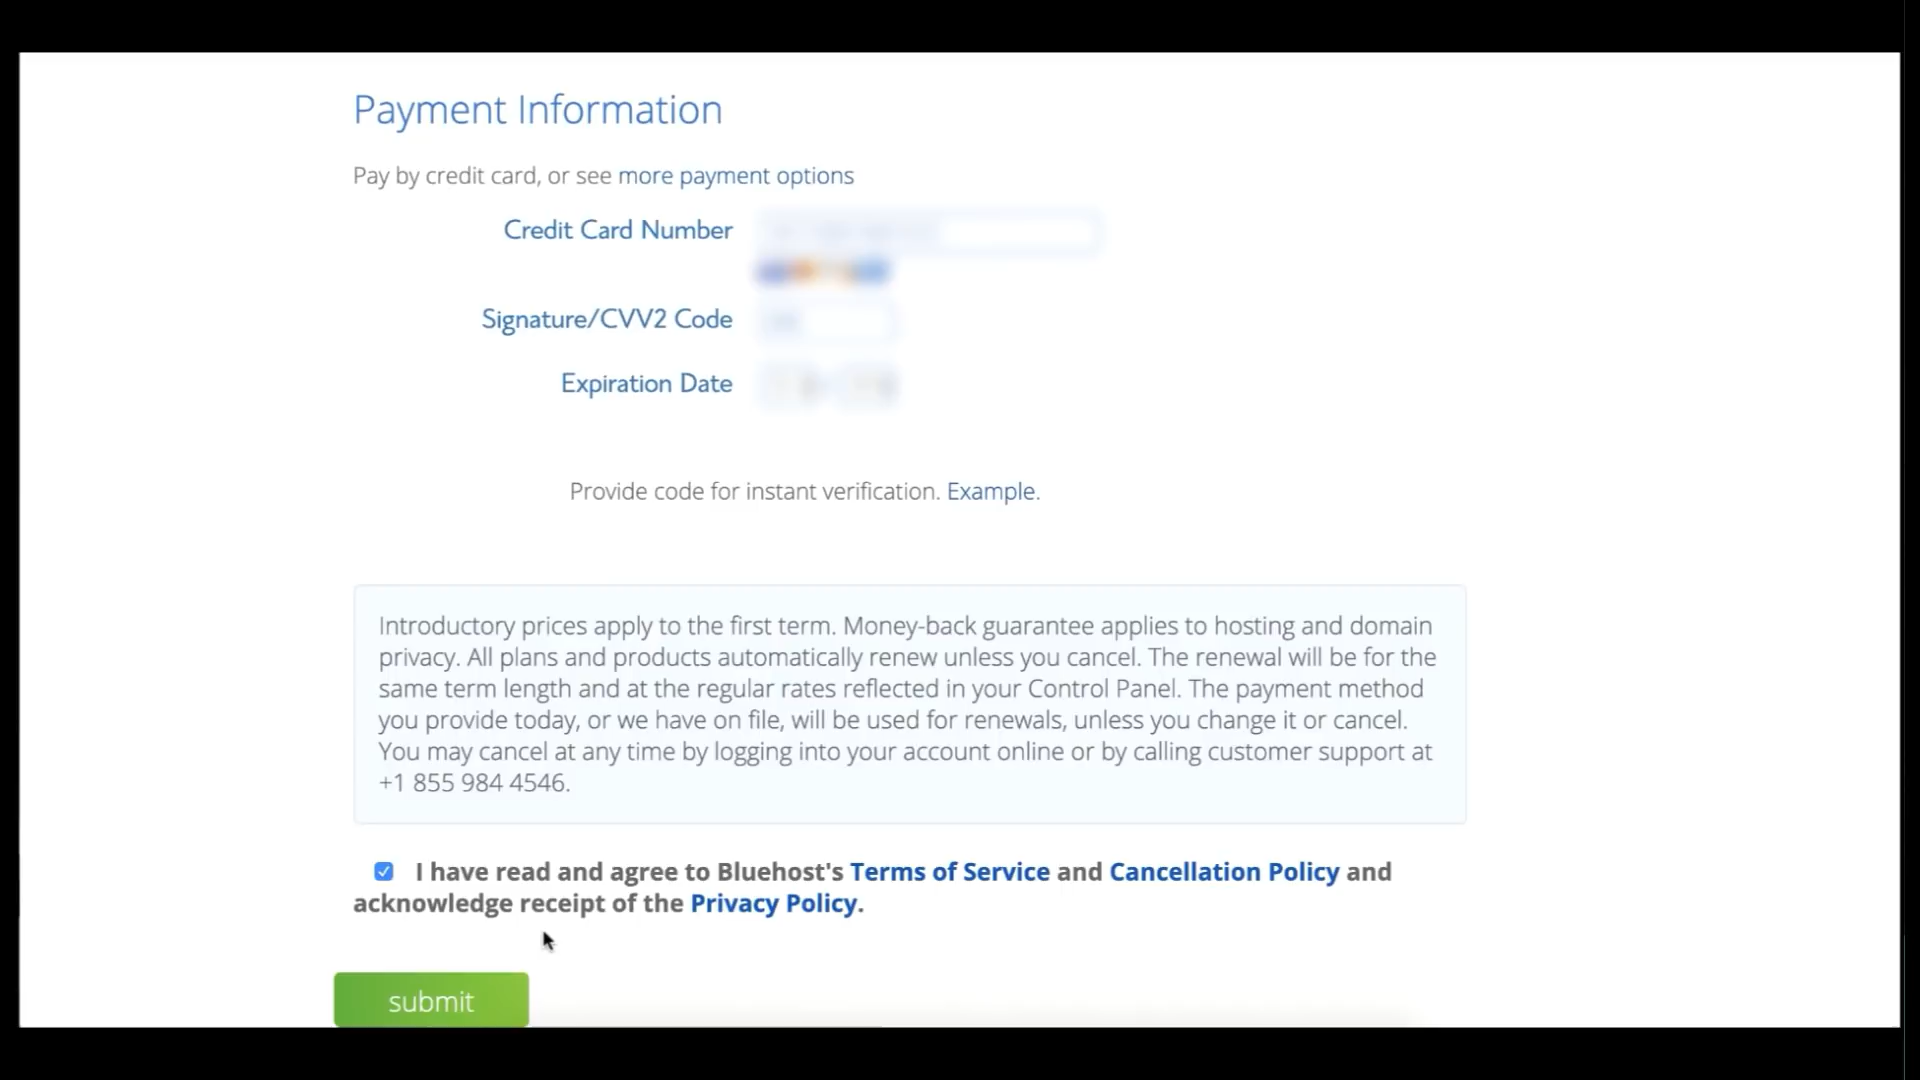 Payment Information
Pay by credit card, or see more payment options
Credit Card Number
Signature/CVV2 Code
Expiration Date
Provide code for instant verification. Example.
Introductory prices apply to the first term. Money-back guarantee applies to hosting and domain
privacy. All plans and products automatically renew unless you cancel. The renewal will be for the
same term length and at the regular rates reflected in your Control Panel. The payment method
you provide today, or we have on file, will be used for renewals, unless you change it or cancel.
You may cancel at any time by logging into your account online or by calling customer support at
+1 855 984 4546.
I have read and agree to Bluehost's Terms of Service and Cancellation Policy and
acknowledge receipt of the Privacy Policy.
submit